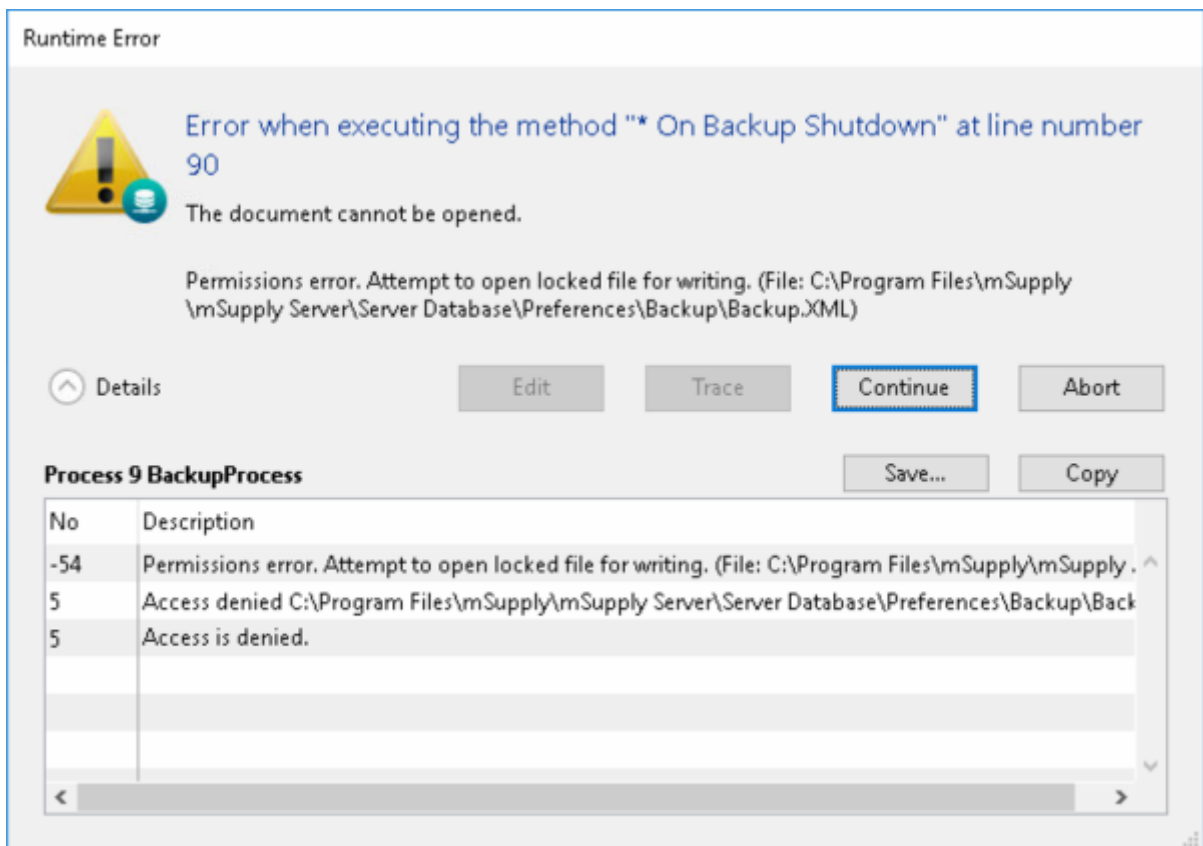 Runtime Error
Error when executing the method "* On Backup Shutdown" at line number
90
The document cannot be opened.
Permissions error. Attempt to open locked file for writing. (File: C:\Program Files\mSupply
\mSupply Server\Server Database\Preferences\Backup\Backup.XML)
Details Edit Trace Continue Abort
Process 9 BackupProcess Save... Copy
No Description
-54 Permissions error. Attempt to open locked file for writing. (File: C:\Program Files\mSupply\mSupply .
5 Access denied C:\Program Files\mSupply\mSupply Server\Server Database\Preferences\Backup\Back
5 Access is denied.